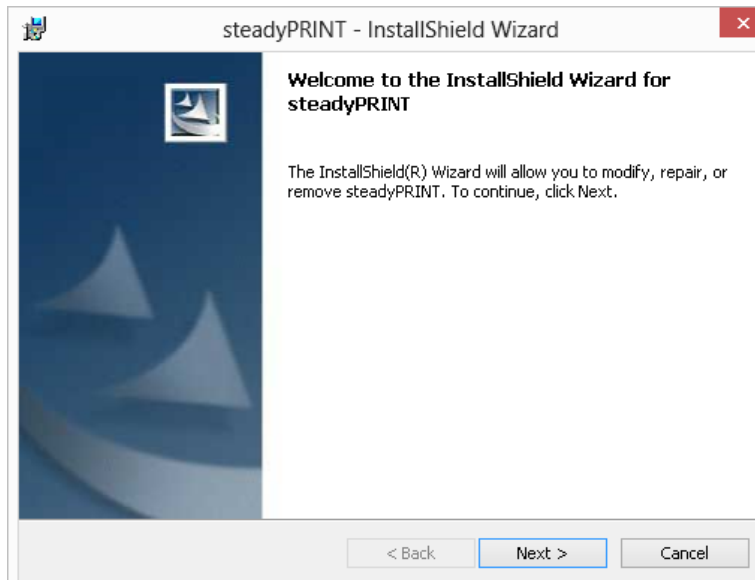 steadyPRINT - InstallShield Wizard
Welcome to the InstallShield Wizard for
steadyPRINT
The InstallShield(R) Wizard will allow you to modify, repair, or
remove steadyPRINT. To continue, click Next.
< Back Next > Cancel